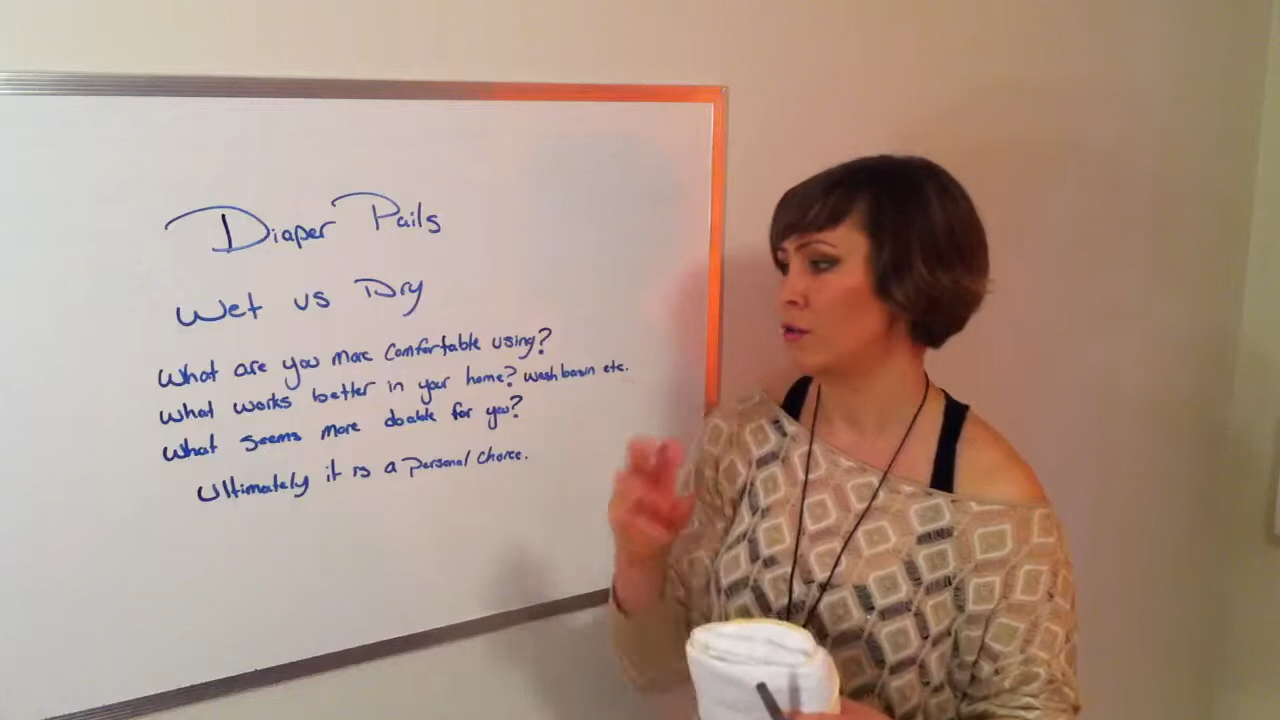 Diaper Pails
Wet vs Dry
What are you more comfortable using?
What works better in your home? wash basin etc.
What seems more doable for you?
Ultimately it is a personal choice.